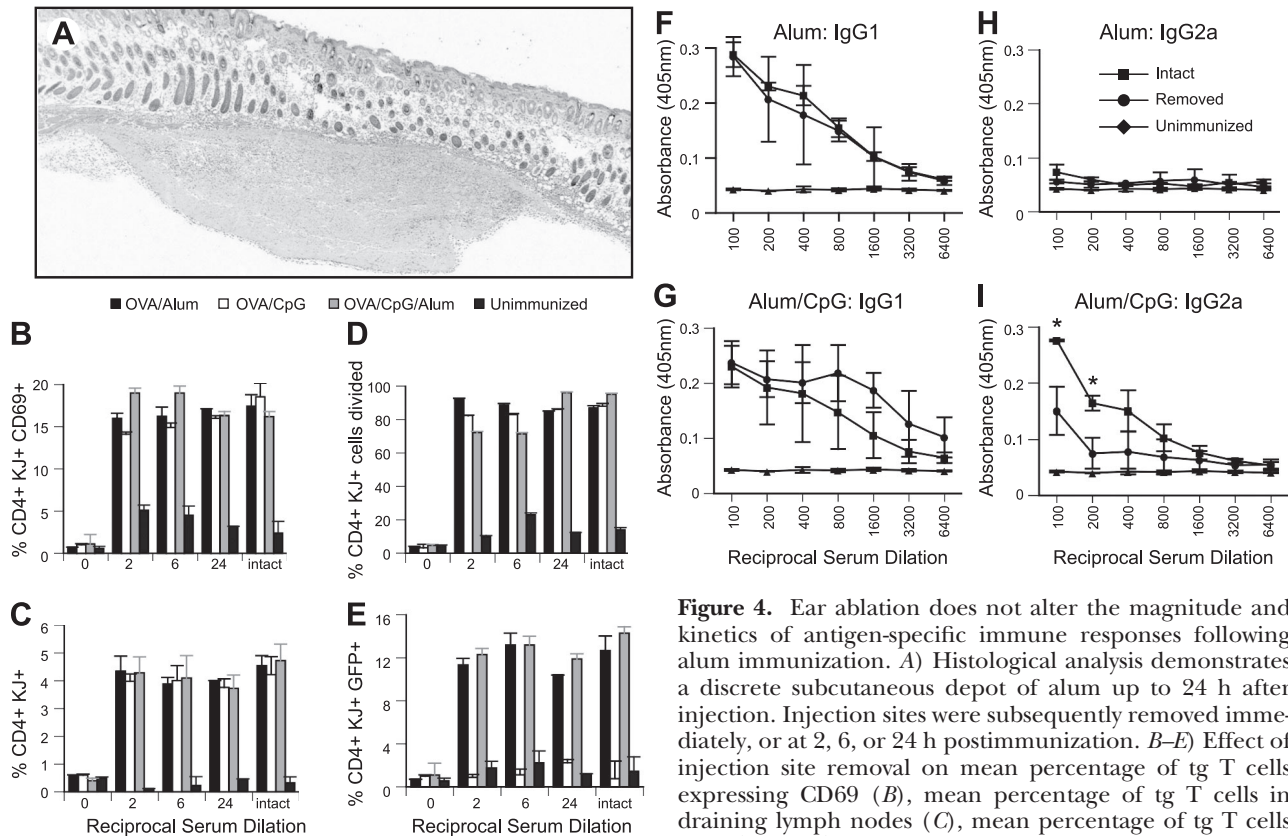 A
OVA/Alum OVA/CpG OVA/CpG/Alum Unimmunized
B
% CD4+ KJ+ CD69+
20
15
10
5
0
0 2 6 24 intact
D
% CD4+ KJ+ cells divided
100
80
60
40
20
0
0 2 6 24 intact
C
% CD4+ KJ+
6
5
4
3
2
1
0
0 2 6 24 intact
Reciprocal Serum Dilation
E
% CD4+ KJ+ GFP+
16
12
8
4
0
0 2 6 24 intact
Reciprocal Serum Dilation
F
Alum: IgG1
Absorbance (405nm)
0.3
0.2
0.1
0
100 200 400 800 1600 3200 6400
H
Alum: IgG2a
Intact
Removed
Unimmunized
Absorbance (405nm)
0.3
0.2
0.1
0
100 200 400 800 1600 3200 6400
G
Alum/CpG: IgG1
Absorbance (405nm)
0.3
0.2
0.1
0
100 200 400 800 1600 3200 6400
Reciprocal Serum Dilation
I
Alum/CpG: IgG2a
* *
Absorbance (405nm)
0.3
0.2
0.1
0
100 200 400 800 1600 3200 6400
Reciprocal Serum Dilation
Figure 4. Ear ablation does not alter the magnitude and
kinetics of antigen-specific immune responses following
alum immunization. A) Histological analysis demonstrates
a discrete subcutaneous depot of alum up to 24 h after
injection. Injection sites were subsequently removed imme-
diately, or at 2, 6, or 24 h postimmunization. B–E) Effect of
injection site removal on mean percentage of tg T cells
expressing CD69 (B), mean percentage of tg T cells in
draining lymph nodes (C), mean percentage of tg T cells